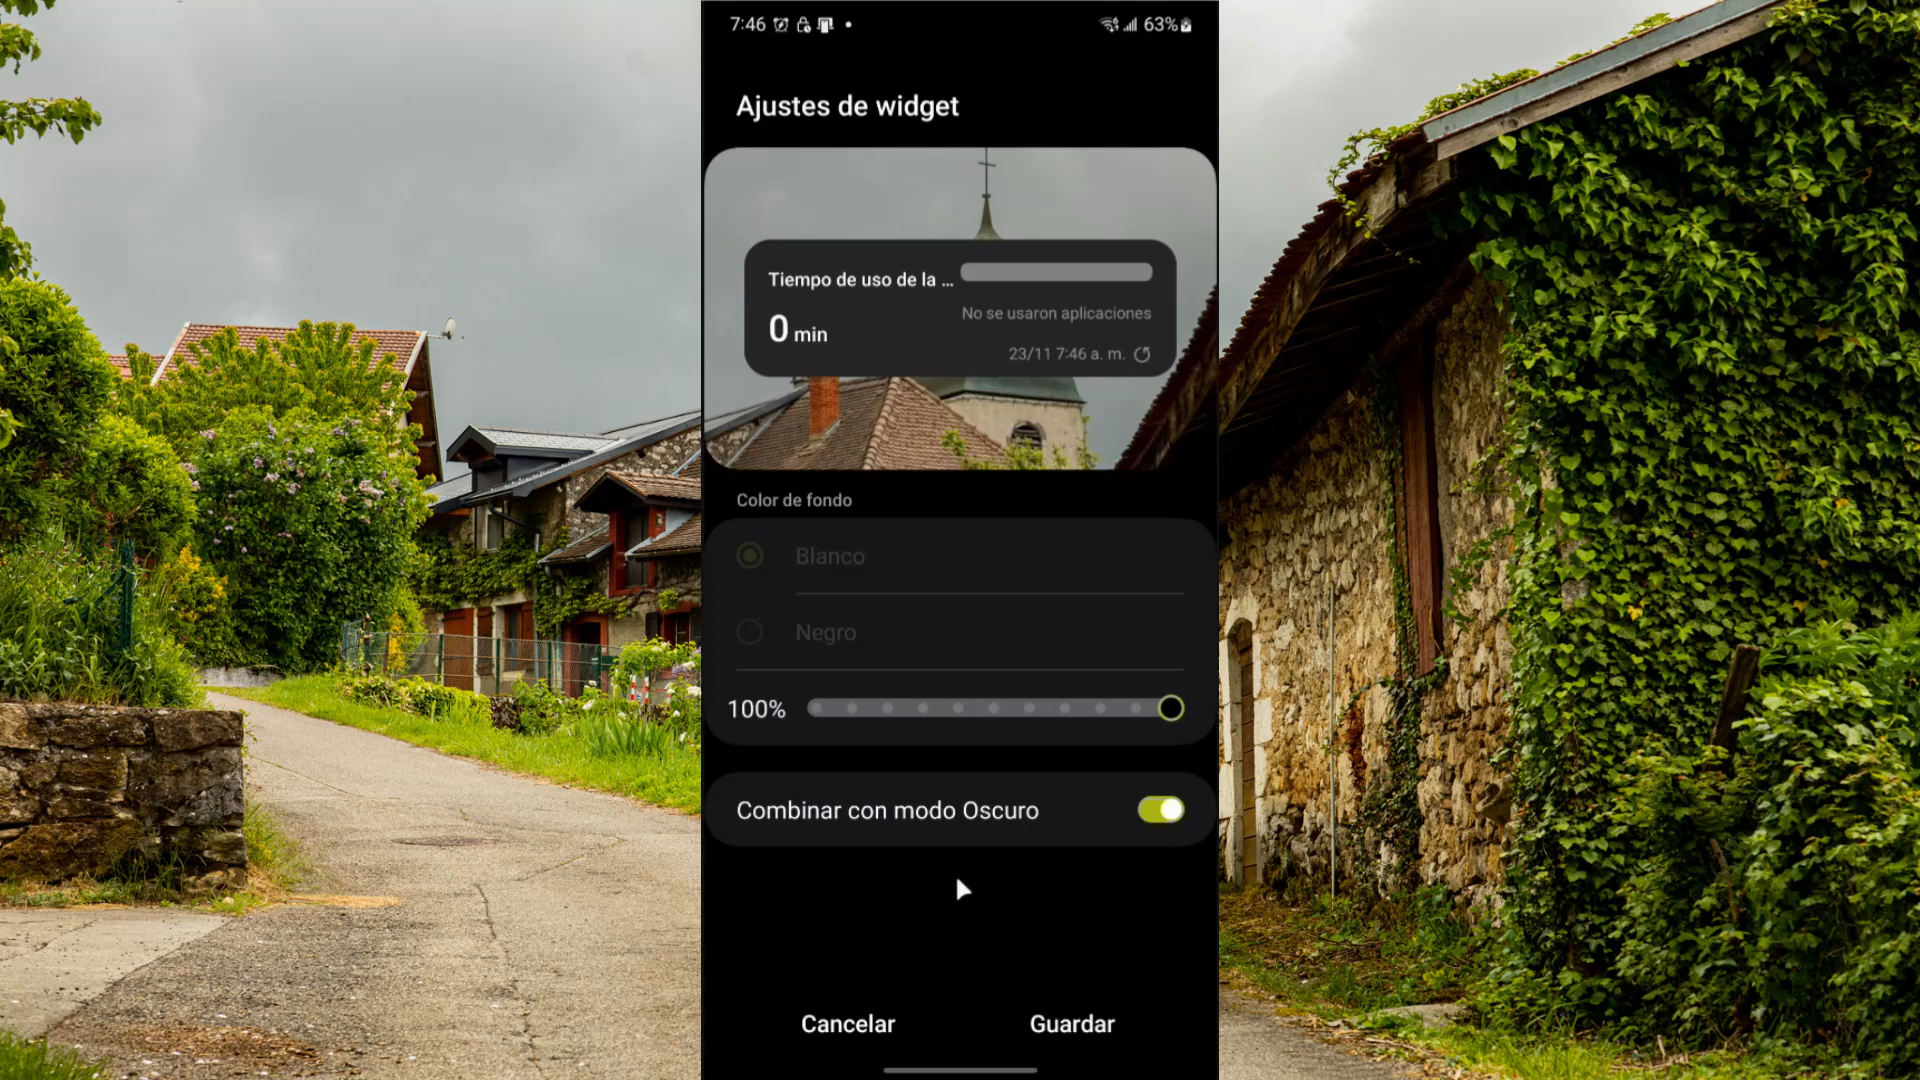 7:46
63%
Ajustes de widget
Tiempo de uso de la ...
0 min
No se usaron aplicaciones
23/11 7:46 a. m.
Color de fondo
Blanco
Negro
100%
Combinar con modo Oscuro
Cancelar
Guardar